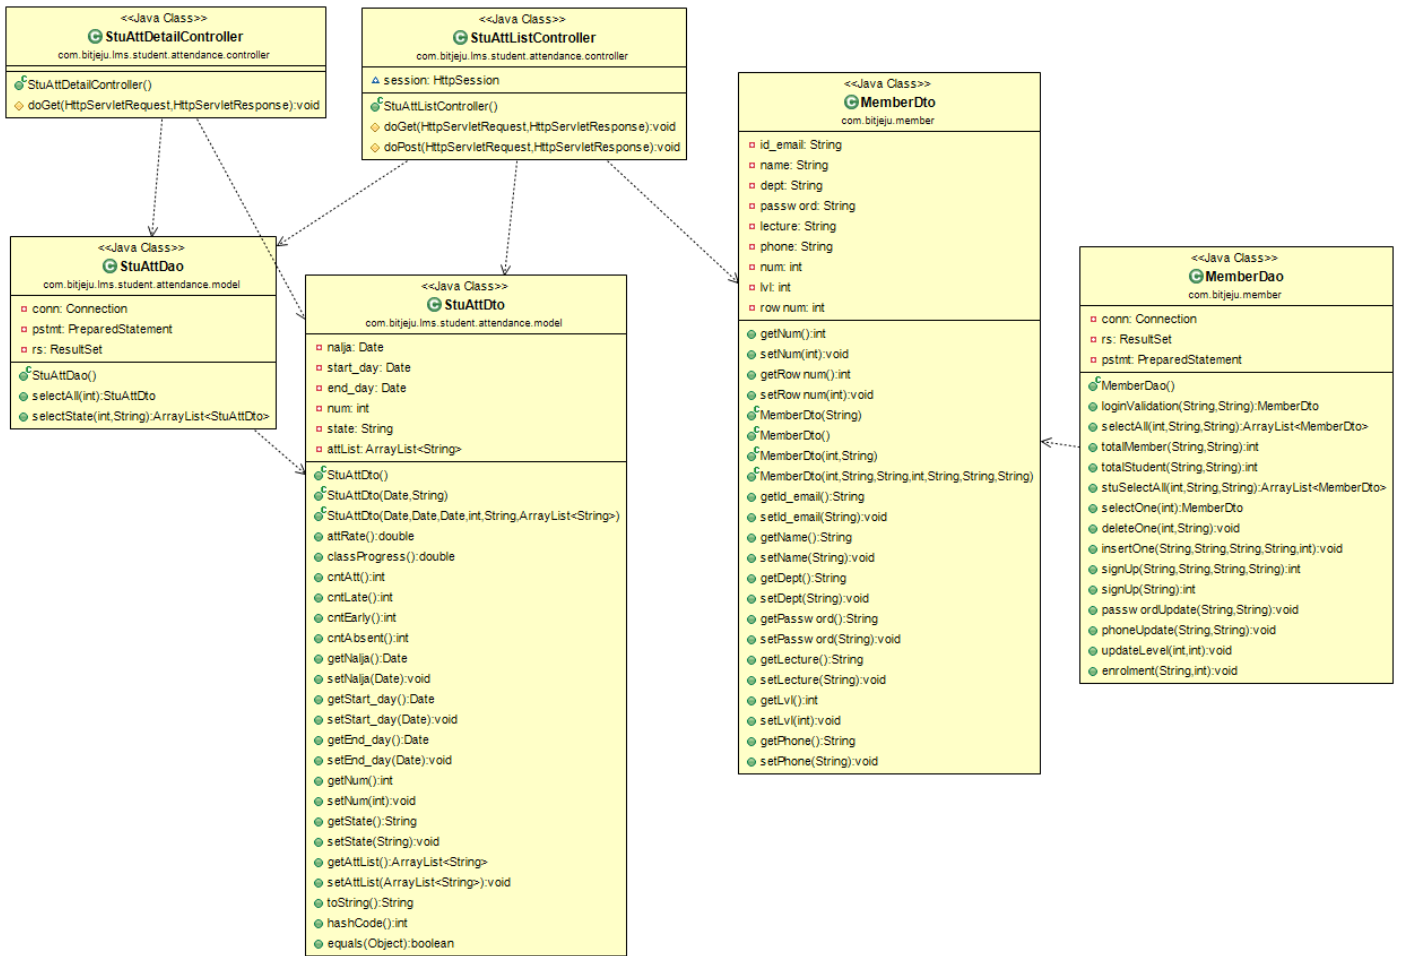 <<Java Class>>
StuAttDetailController
com.bitjeju.lms.student.attendance.controller
StuAttDetailController()
doGet(HttpServletRequest,HttpServletResponse):void
<<Java Class>>
StuAttListController
com.bitjeju.lms.student.attendance.controller
session: HttpSession
StuAttListController()
doGet(HttpServletRequest,HttpServletResponse):void
doPost(HttpServletRequest,HttpServletResponse):void
<<Java Class>>
StuAttDao
com.bitjeju.lms.student.attendance.model
conn: Connection
pstmt: PreparedStatement
rs: ResultSet
StuAttDao()
selectAll(int):StuAttDto
selectState(int,String):ArrayList<StuAttDto>
<<Java Class>>
StuAttDto
com.bitjeju.lms.student.attendance.model
nalja: Date
start_day: Date
end_day: Date
num: int
state: String
attList: ArrayList<String>
StuAttDto()
StuAttDto(Date,String)
StuAttDto(Date,Date,Date,int,String,ArrayList<String>)
attRate():double
classProgress():double
cntAtt():int
cntLate():int
cntEarly():int
cntAbsent():int
getNalja():Date
setNalja(Date):void
getStart_day():Date
setStart_day(Date):void
getEnd_day():Date
setEnd_day(Date):void
getNum():int
setNum(int):void
getState():String
setState(String):void
getAttList():ArrayList<String>
setAttList(ArrayList<String>):void
toString():String
hashCode():int
equals(Object):boolean
<<Java Class>>
MemberDto
com.bitjeju.member
id_email: String
name: String
dept: String
password: String
lecture: String
phone: String
num: int
lvl: int
rownum: int
getNum():int
setNum(int):void
getRownum():int
setRownum(int):void
MemberDto(String)
MemberDto()
MemberDto(int,String)
MemberDto(int,String,String,int,String,String,String)
getId_email():String
setId_email(String):void
getName():String
setName(String):void
getDept():String
setDept(String):void
getPassword():String
setPassword(String):void
getLecture():String
setLecture(String):void
getLvl():int
setLvl(int):void
getPhone():String
setPhone(String):void
<<Java Class>>
MemberDao
com.bitjeju.member
conn: Connection
rs: ResultSet
pstmt: PreparedStatement
MemberDao()
loginValidation(String,String):MemberDto
selectAll(int,String,String):ArrayList<MemberDto>
totalMember(String,String):int
totalStudent(String,String):int
stuSelectAll(int,String,String):ArrayList<MemberDto>
selectOne(int):MemberDto
deleteOne(int,String):void
insertOne(String,String,String,String,int):void
signUp(String,String,String,String):int
signUp(String):int
passwordUpdate(String,String):void
phoneUpdate(String,String):void
updateLevel(int,int):void
enrolment(String,int):void